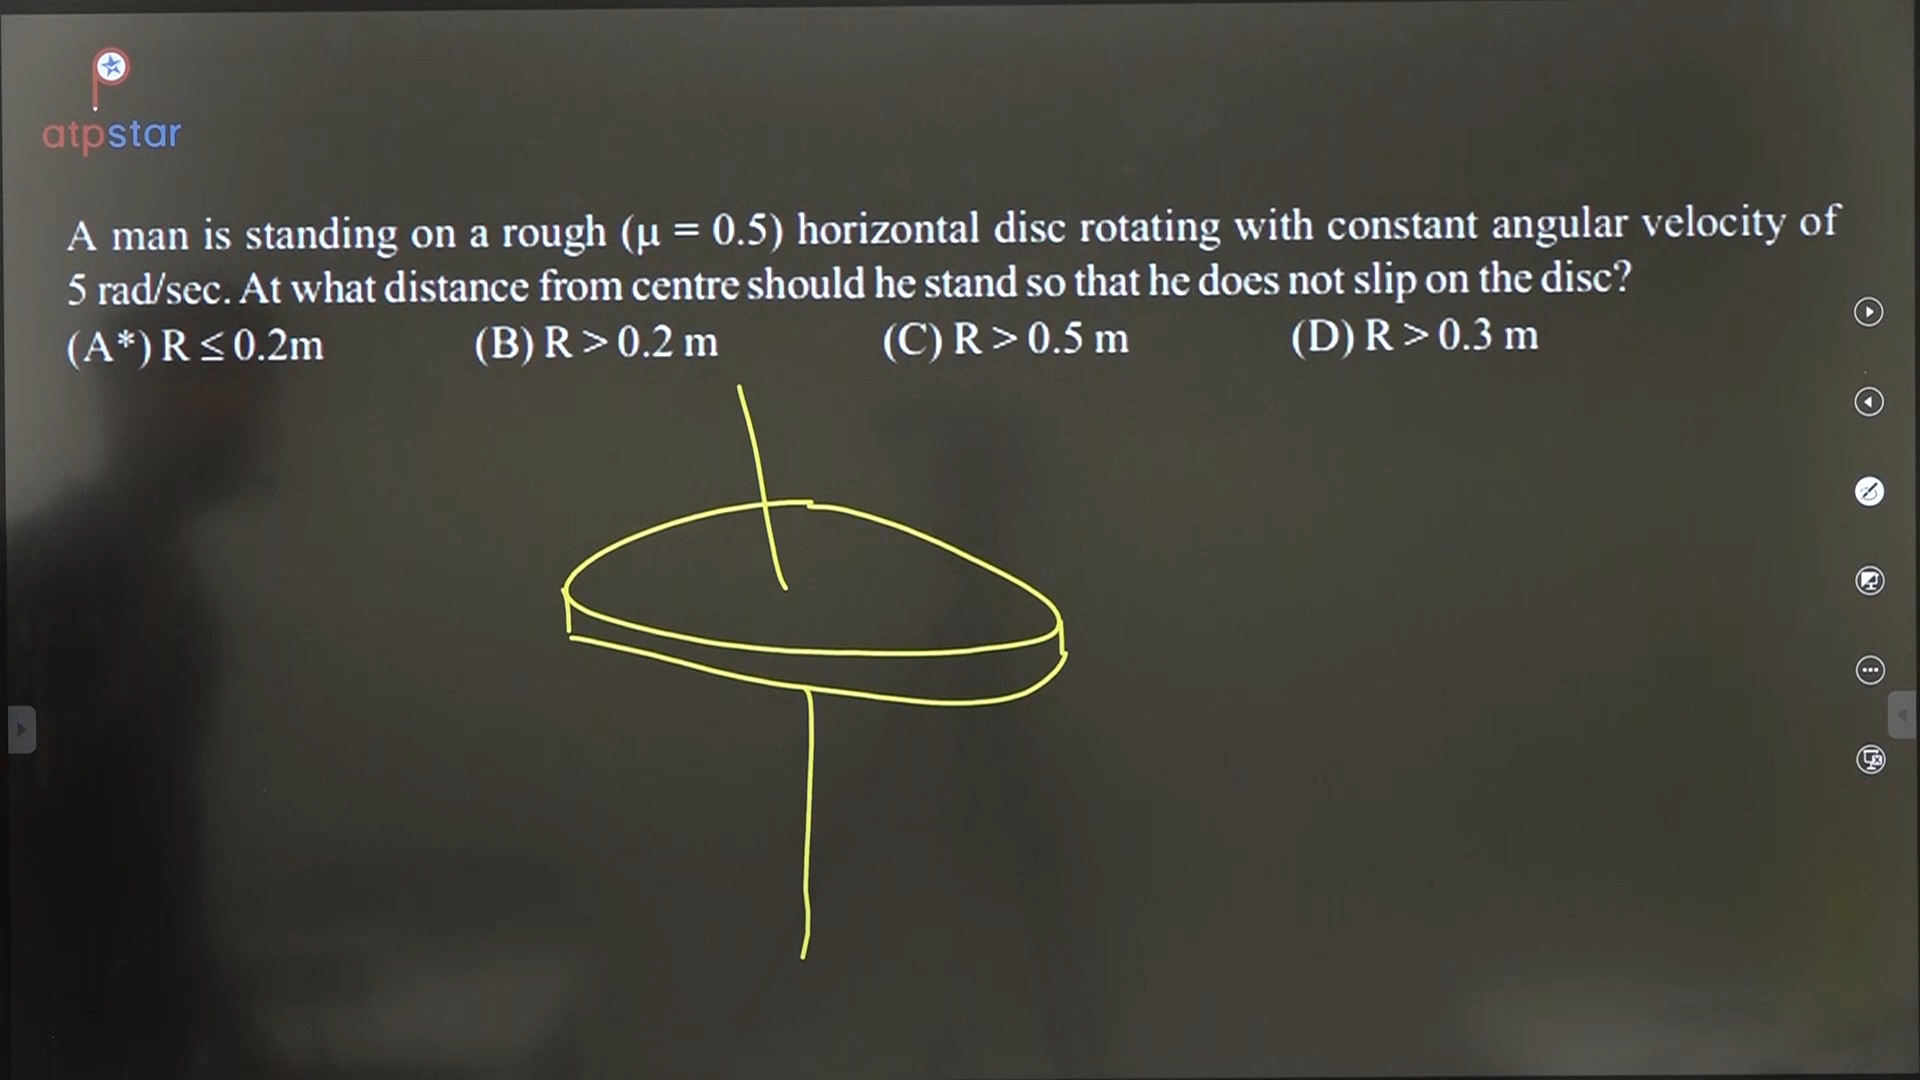 atpstar
A man is standing on a rough (μ = 0.5) horizontal disc rotating with constant angular velocity of
5 rad/sec. At what distance from centre should he stand so that he does not slip on the disc?
(A*) R ≤ 0.2m (B) R > 0.2 m (C) R > 0.5 m (D) R > 0.3 m